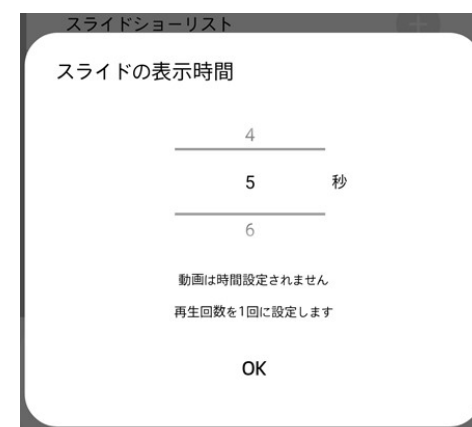 スライドショーリスト
スライドの表示時間
4
5 秒
6
動画は時間設定されません
再生回数を1回に設定します
OK